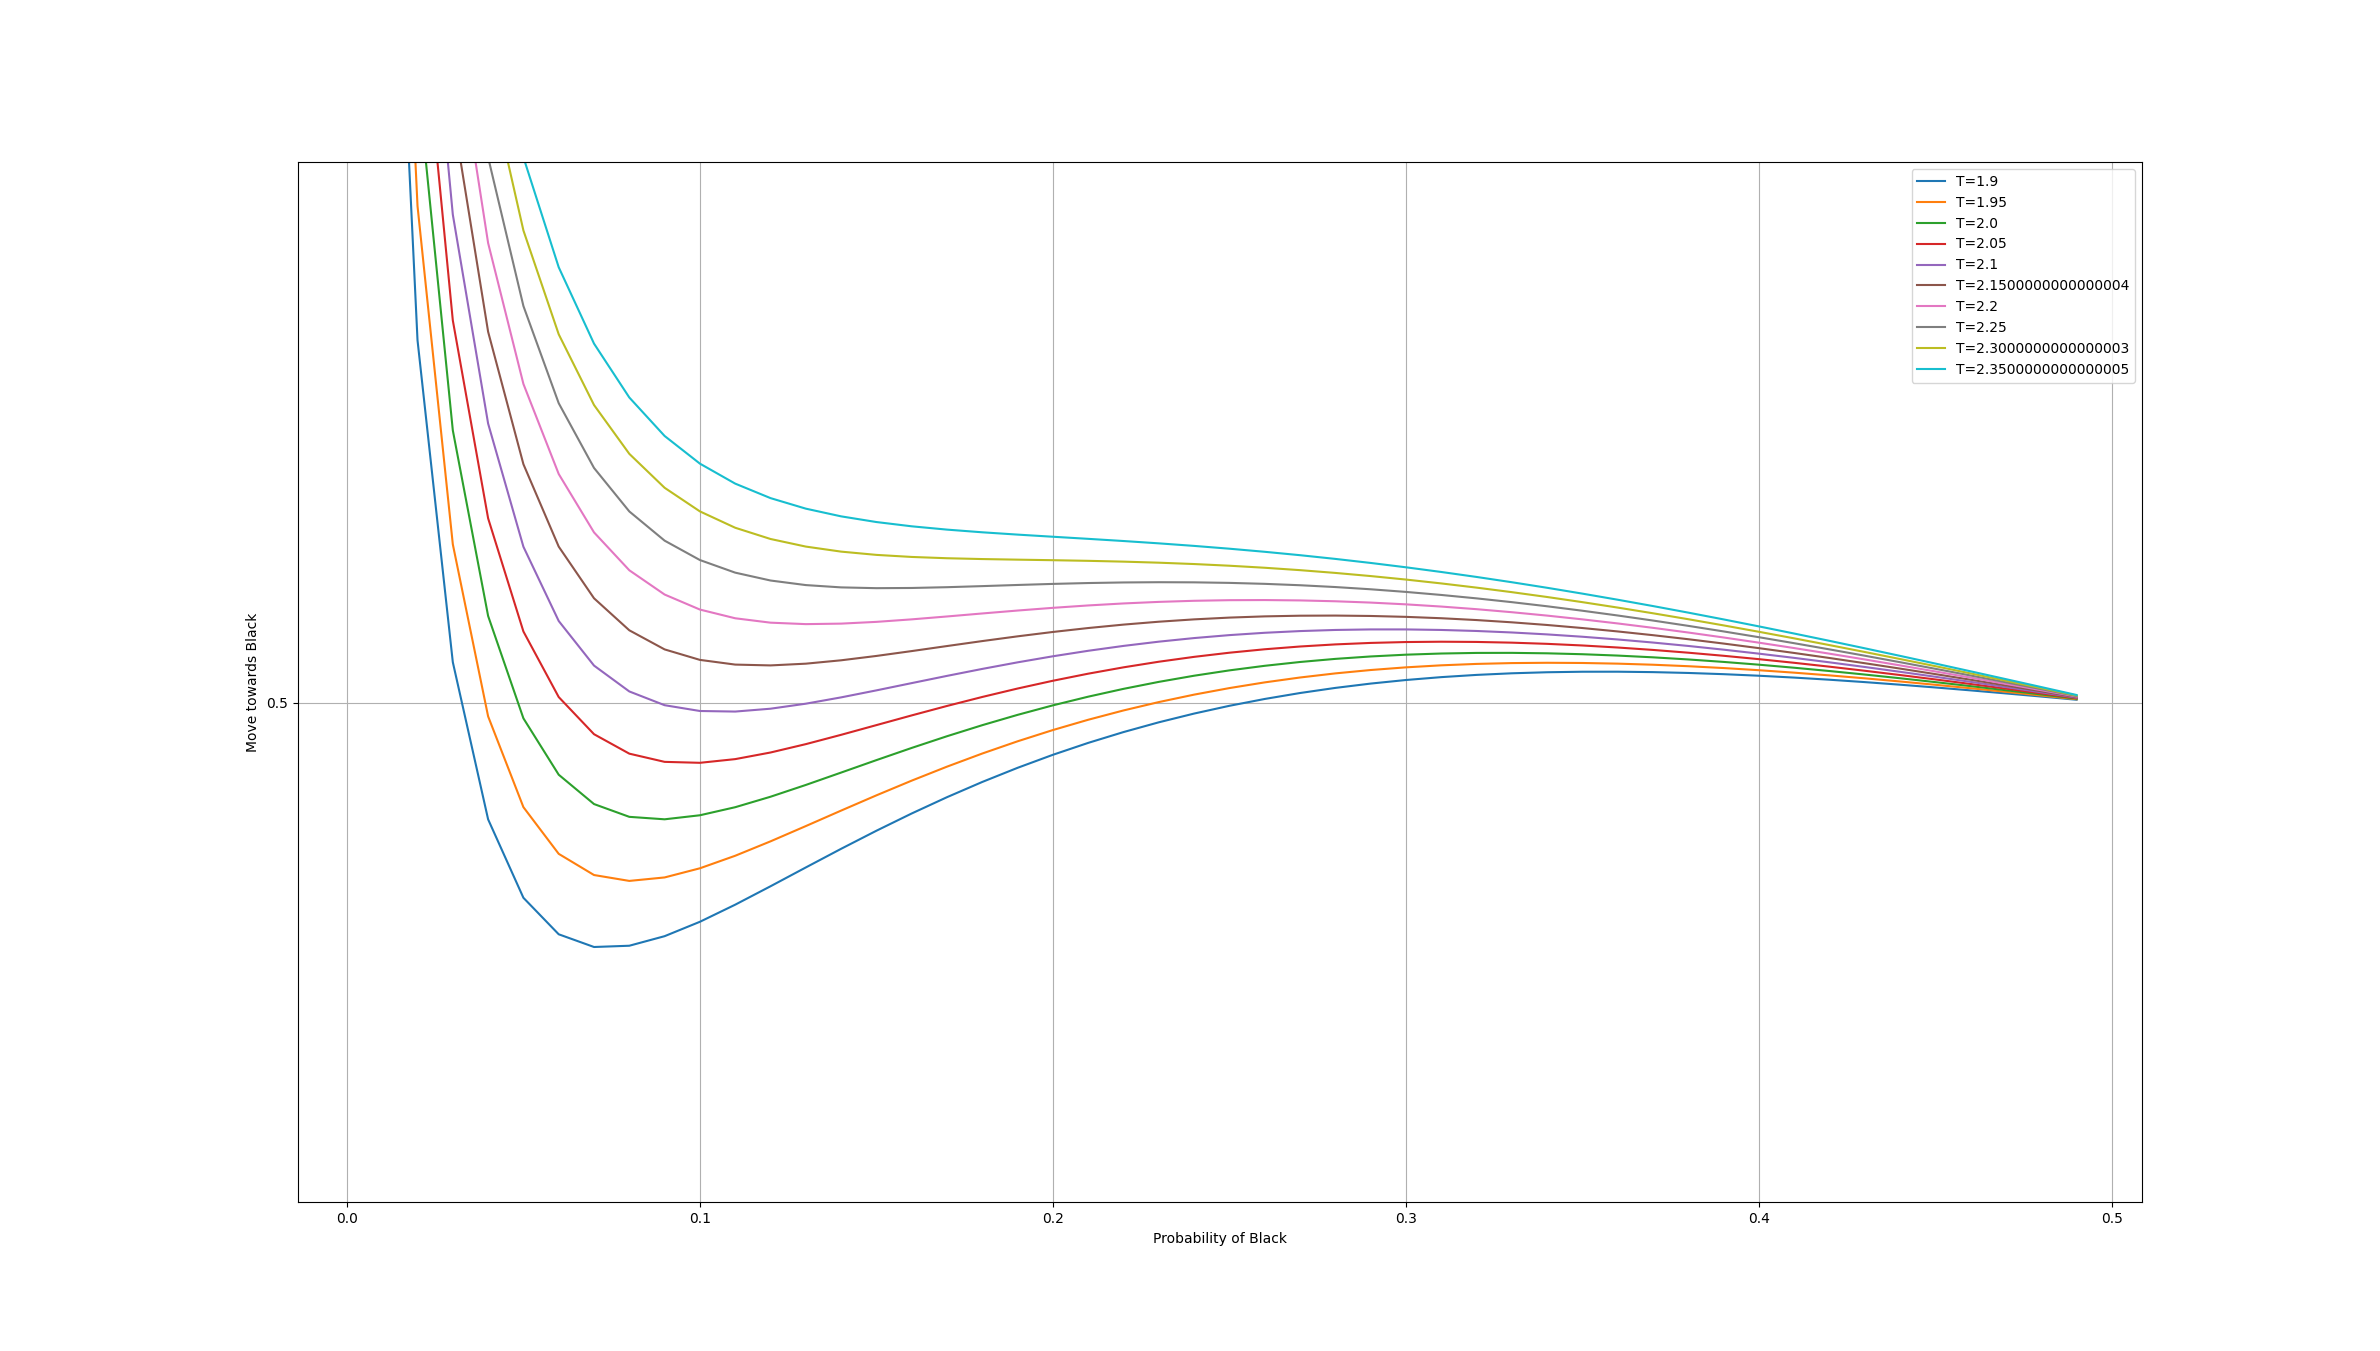 T=1.9
T=1.95
T=2.0
T=2.05
T=2.1
T=2.1500000000000004
T=2.2
T=2.25
T=2.3000000000000003
T=2.3500000000000005
Move towards Black
0.5
0.0 0.1 0.2 0.3 0.4 0.5
Probability of Black